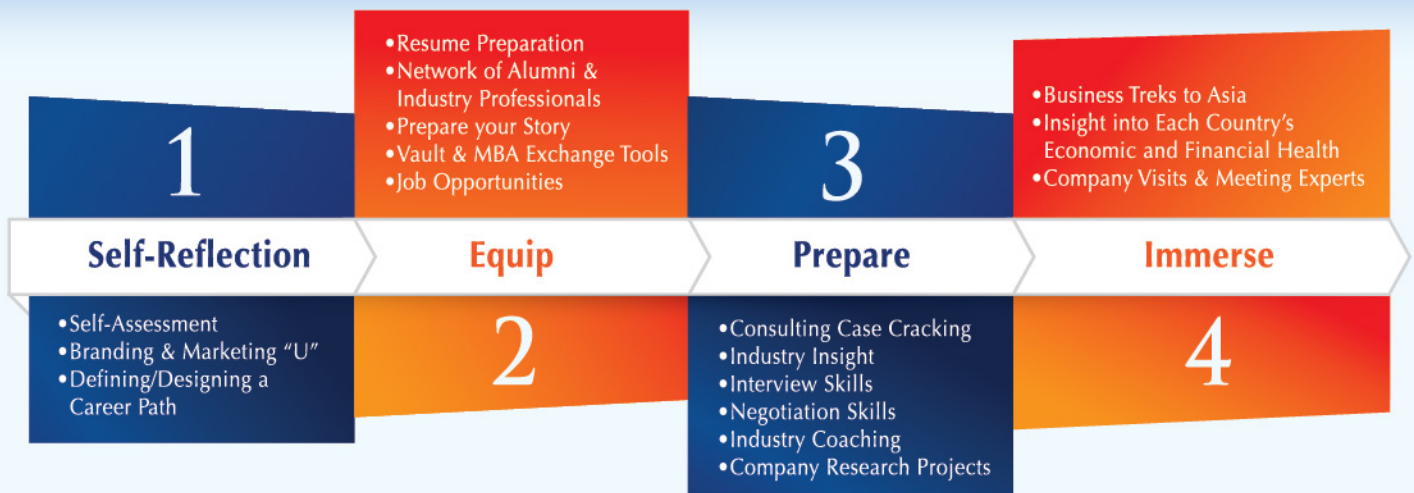 1
Self-Reflection
•Self-Assessment
•Branding & Marketing “U”
•Defining/Designing a
Career Path
•Resume Preparation
•Network of Alumni &
Industry Professionals
•Prepare your Story
•Vault & MBA Exchange Tools
•Job Opportunities
Equip
2
3
Prepare
•Consulting Case Cracking
•Industry Insight
•Interview Skills
•Negotiation Skills
•Industry Coaching
•Company Research Projects
•Business Treks to Asia
•Insight into Each Country’s
Economic and Financial Health
•Company Visits & Meeting Experts
Immerse
4